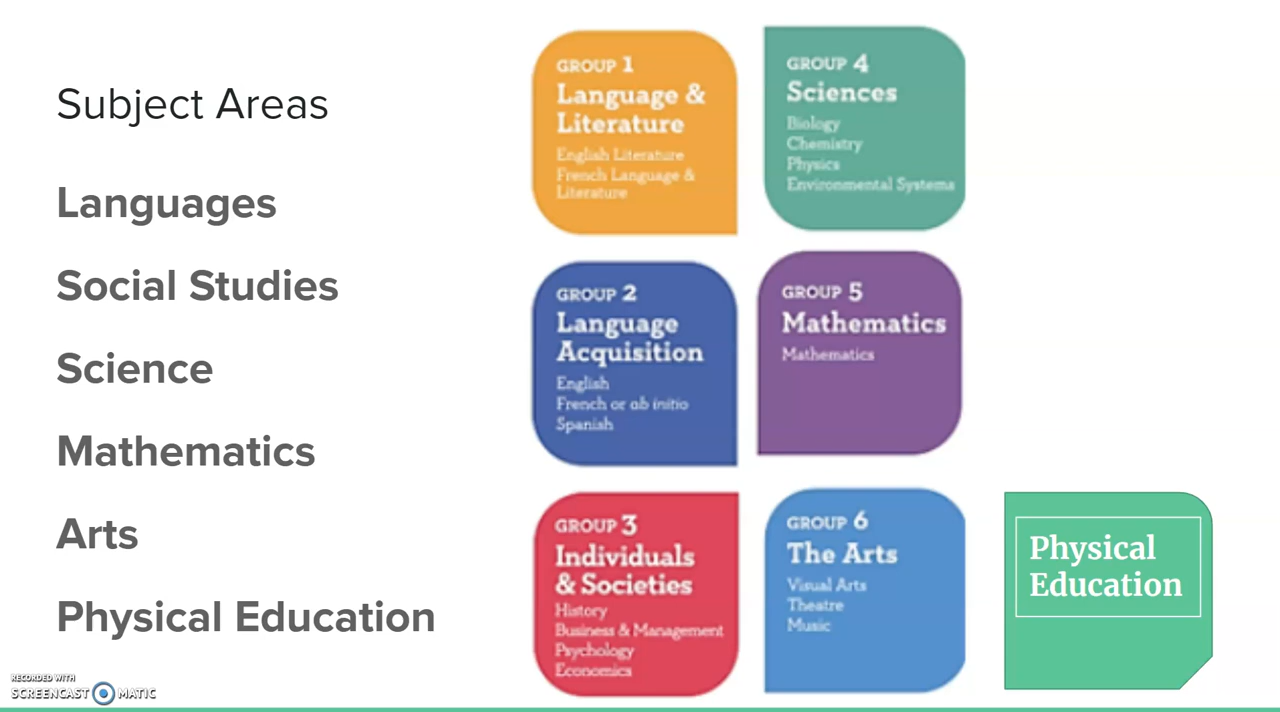 Subject Areas
Languages
Social Studies
Science
Mathematics
Arts
Physical Education
GROUP 1
Language &
Literature
English Literature
French Language &
Literature
GROUP 2
Language
Acquisition
English
French or ab initio
Spanish
GROUP 3
Individuals
& Societies
History
Business & Management
Psychology
Economics
GROUP 4
Sciences
Biology
Chemistry
Physics
Environmental Systems
GROUP 5
Mathematics
Mathematics
GROUP 6
The Arts
Visual Arts
Theatre
Music
Physical
Education
RECORDED WITH
SCREENCAST MATIC